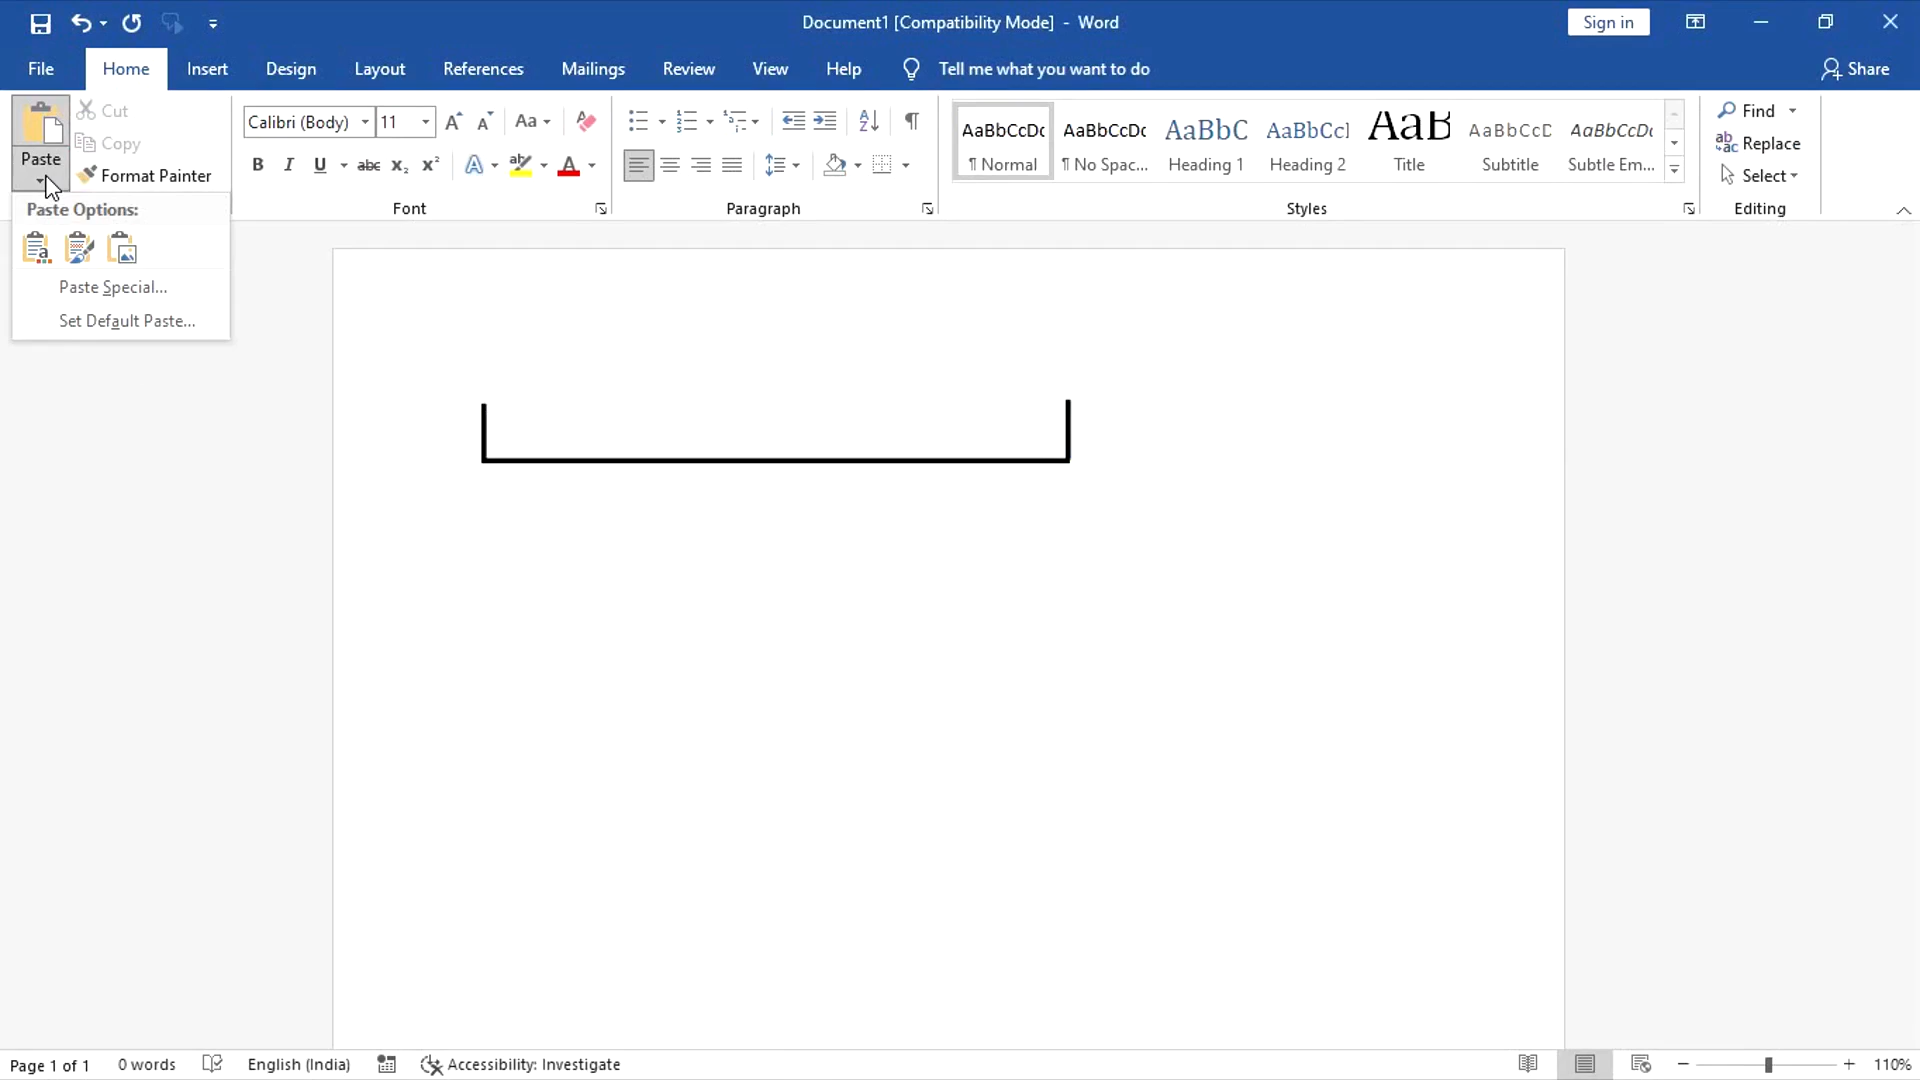 Document1 [Compatibility Mode] - Word
Sign in
File Home Insert Design Layout References Mailings Review View Help Tell me what you want to do Share
Paste
Cut
Copy
Format Painter
Calibri (Body) 11
Font
Paragraph
AaBbCcDc AaBbCcDc AaBbC AaBbCcI AaB AaBbCcD AaBbCcDc
¶ Normal ¶ No Spac... Heading 1 Heading 2 Title Subtitle Subtle Em...
Styles
Find
Replace
Select
Editing
Paste Options:
Paste Special...
Set Default Paste...
Page 1 of 1 0 words English (India) Accessibility: Investigate 110%